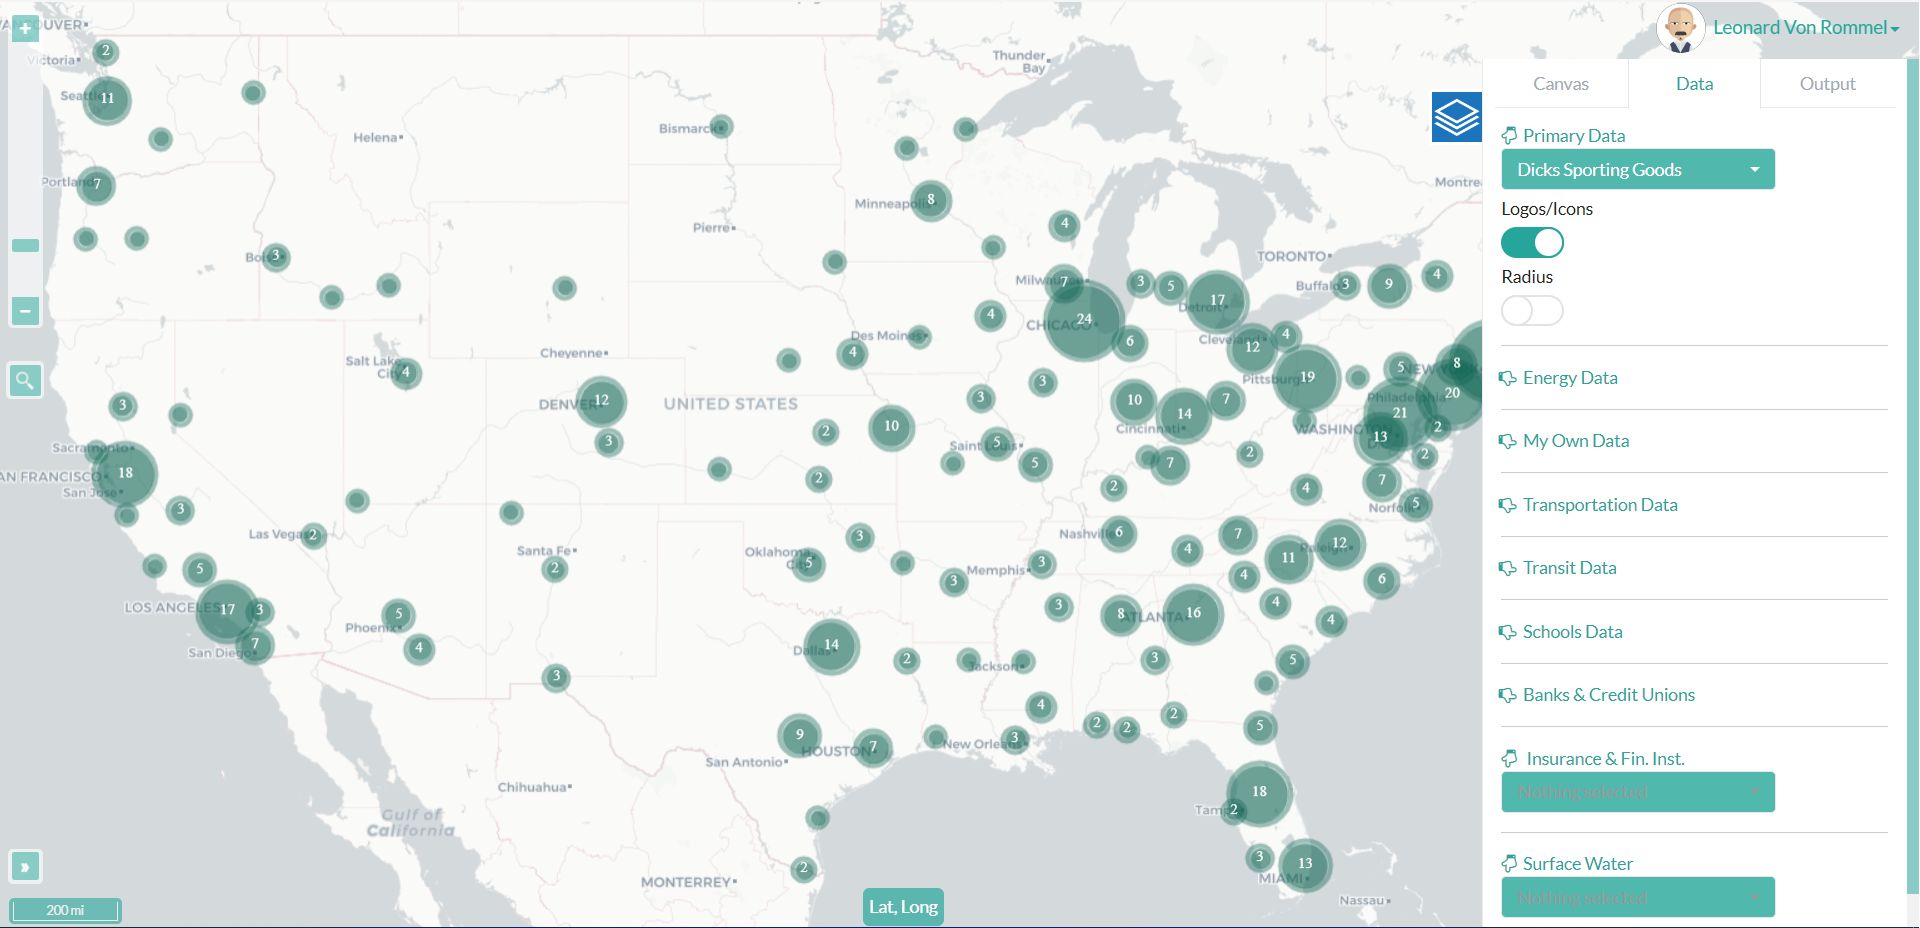 VANCOUVER
Victoria
Seattle
Portland
Helena
Bismarck
Thunder
Bay
Minneapolis
Pierre
Boise
Montre
TORONTO
Buffalo
Milwaukee
Detroit
CHICAGO
Cleveland
Des Moines
Cheyenne
Salt Lake
City
DENVER
UNITED STATES
Pittsburgh
NEW YORK
Philadelphia
WASHINGTON
Cincinnati
Saint Louis
Sacramento
AN FRANCISCO
San Jose
Las Vegas
Santa Fe
Oklahoma
City
Nashville
Norfolk
Raleigh
Memphis
LOS ANGELES
Phoenix
San Diego
ATLANTA
Dallas
Jackson
HOUSTON
San Antonio
New Orleans
Chihuahua
Gulf of
California
Tampa
MONTERREY
MIAMI
Nassau
2
11
7
3
8
4
7
24
3
5
17
6
12
4
19
3
9
4
5
8
20
21
13
2
2
7
5
4
4
3
4
12
3
2
10
2
3
5
5
3
10
14
7
7
2
2
4
3
18
3
5
17
3
7
2
5
4
2
3
5
3
3
3
6
4
7
11
12
4
4
6
4
8
16
3
3
5
14
2
9
7
3
4
2
2
2
5
18
2
3
13
2
+
−
»
200 mi
Lat, Long
Leonard Von Rommel
Canvas
Data
Output
Primary Data
Dicks Sporting Goods
Logos/Icons
Radius
Energy Data
My Own Data
Transportation Data
Transit Data
Schools Data
Banks & Credit Unions
Insurance & Fin. Inst.
Nothing selected
Surface Water
Nothing selected